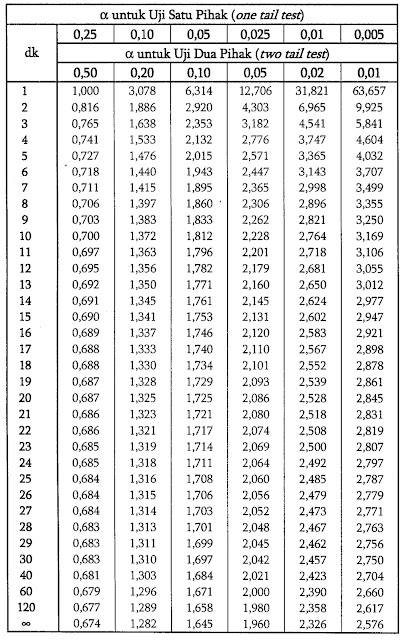 α untuk Uji Satu Pihak (one tail test)
0,25 0,10 0,05 0,025 0,01 0,005
dk α untuk Uji Dua Pihak (two tail test)
0,50 0,20 0,10 0,05 0,02 0,01
1 1,000 3,078 6,314 12,706 31,821 63,657
2 0,816 1,886 2,920 4,303 6,965 9,925
3 0,765 1,638 2,353 3,182 4,541 5,841
4 0,741 1,533 2,132 2,776 3,747 4,604
5 0,727 1,476 2,015 2,571 3,365 4,032
6 0,718 1,440 1,943 2,447 3,143 3,707
7 0,711 1,415 1,895 2,365 2,998 3,499
8 0,706 1,397 1,860 2,306 2,896 3,355
9 0,703 1,383 1,833 2,262 2,821 3,250
10 0,700 1,372 1,812 2,228 2,764 3,169
11 0,697 1,363 1,796 2,201 2,718 3,106
12 0,695 1,356 1,782 2,179 2,681 3,055
13 0,692 1,350 1,771 2,160 2,650 3,012
14 0,691 1,345 1,761 2,145 2,624 2,977
15 0,690 1,341 1,753 2,131 2,602 2,947
16 0,689 1,337 1,746 2,120 2,583 2,921
17 0,688 1,333 1,740 2,110 2,567 2,898
18 0,688 1,330 1,734 2,101 2,552 2,878
19 0,687 1,328 1,729 2,093 2,539 2,861
20 0,687 1,325 1,725 2,086 2,528 2,845
21 0,686 1,323 1,721 2,080 2,518 2,831
22 0,686 1,321 1,717 2,074 2,508 2,819
23 0,685 1,319 1,714 2,069 2,500 2,807
24 0,685 1,318 1,711 2,064 2,492 2,797
25 0,684 1,316 1,708 2,060 2,485 2,787
26 0,684 1,315 1,706 2,056 2,479 2,779
27 0,684 1,314 1,703 2,052 2,473 2,771
28 0,683 1,313 1,701 2,048 2,467 2,763
29 0,683 1,311 1,699 2,045 2,462 2,756
30 0,683 1,310 1,697 2,042 2,457 2,750
40 0,681 1,303 1,684 2,021 2,423 2,704
60 0,679 1,296 1,671 2,000 2,390 2,660
120 0,677 1,289 1,658 1,980 2,358 2,617
∞ 0,674 1,282 1,645 1,960 2,326 2,576